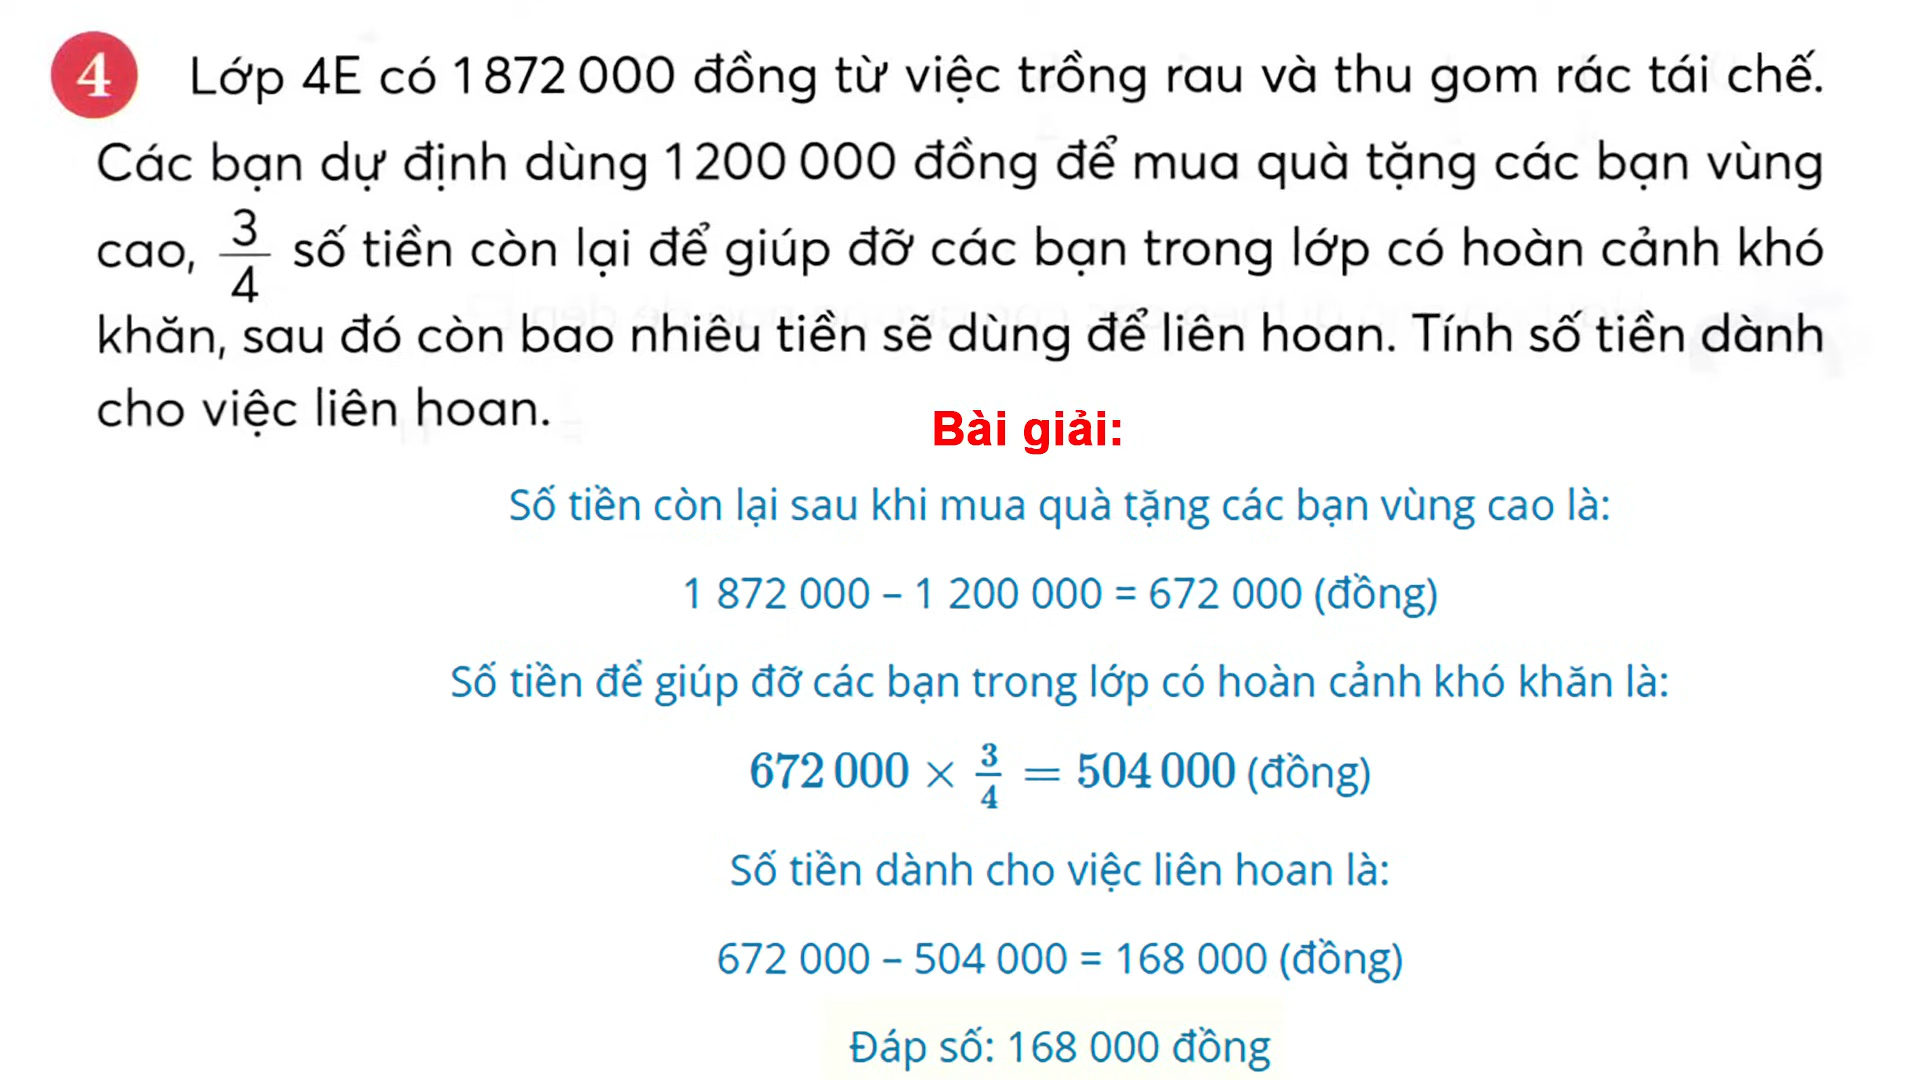 4 Lớp 4E có 1 872 000 đồng từ việc trồng rau và thu gom rác tái chế.
Các bạn dự định dùng 1 200 000 đồng để mua quà tặng các bạn vùng
cao, 3/4 số tiền còn lại để giúp đỡ các bạn trong lớp có hoàn cảnh khó
khăn, sau đó còn bao nhiêu tiền sẽ dùng để liên hoan. Tính số tiền dành
cho việc liên hoan.
Bài giải:
Số tiền còn lại sau khi mua quà tặng các bạn vùng cao là:
1 872 000 – 1 200 000 = 672 000 (đồng)
Số tiền để giúp đỡ các bạn trong lớp có hoàn cảnh khó khăn là:
672 000 × 3/4 = 504 000 (đồng)
Số tiền dành cho việc liên hoan là:
672 000 – 504 000 = 168 000 (đồng)
Đáp số: 168 000 đồng